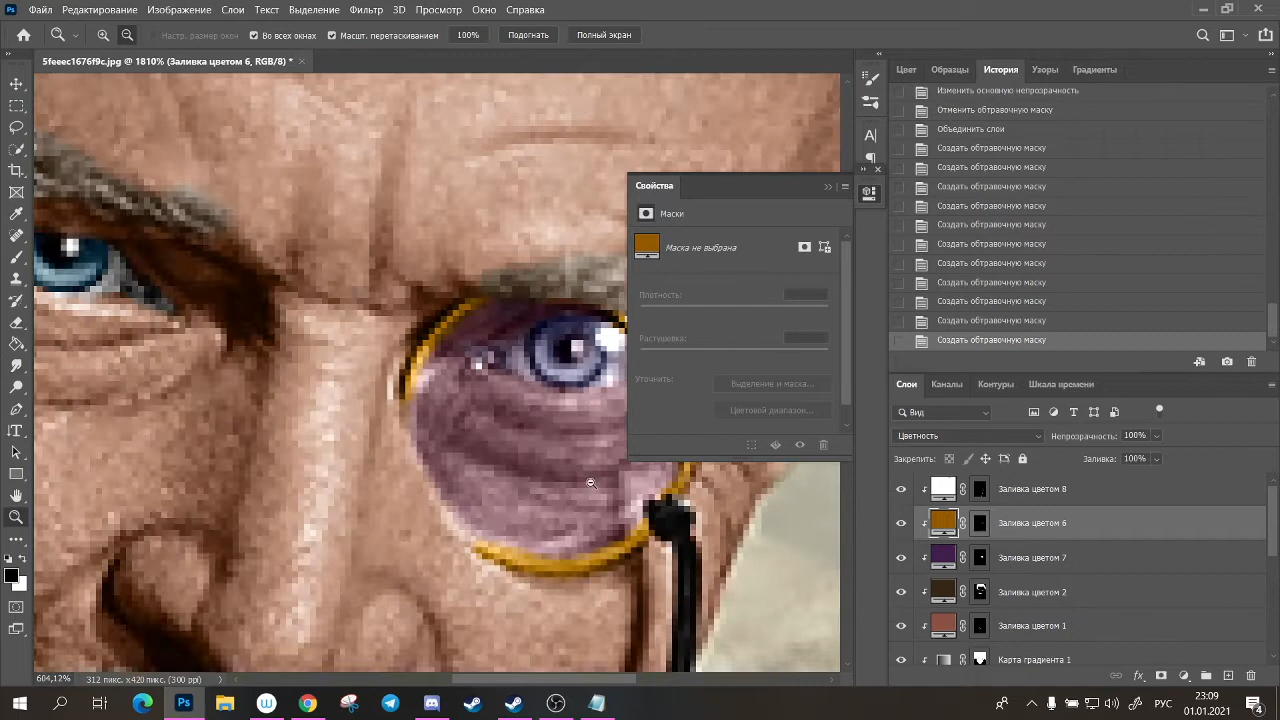 Ps Файл Редактирование Изображение Слои Текст Выделение Фильтр 3D Просмотр Окно Справка
Настр. размер окон Во всех окнах Масшт. перетаскиванием 100% Подогнать Полный экран
5feeec1676f9c.jpg @ 1810% (Заливка цветом 6, RGB/8) *
Цвет Образцы История Узоры Градиенты
Изменить основную непрозрачность
Отменить обтравочную маску
Объединить слои
Создать обтравочную маску
Создать обтравочную маску
Создать обтравочную маску
Создать обтравочную маску
Создать обтравочную маску
Создать обтравочную маску
Создать обтравочную маску
Создать обтравочную маску
Создать обтравочную маску
Создать обтравочную маску
Создать обтравочную маску
Свойства
Маски
Маска не выбрана
Плотность:
Растушевка:
Уточнить:
Выделение и маска...
Цветовой диапазон...
Слои Каналы Контуры Шкала времени
Вид
Цветность Непрозрачность: 100%
Закрепить: Заливка: 100%
Заливка цветом 8
Заливка цветом 6
Заливка цветом 7
Заливка цветом 2
Заливка цветом 1
Карта градиента 1
604,12% 312 пикс. x420 пикс. (300 ppi)
Ps
РУС
23:09
01.01.2021